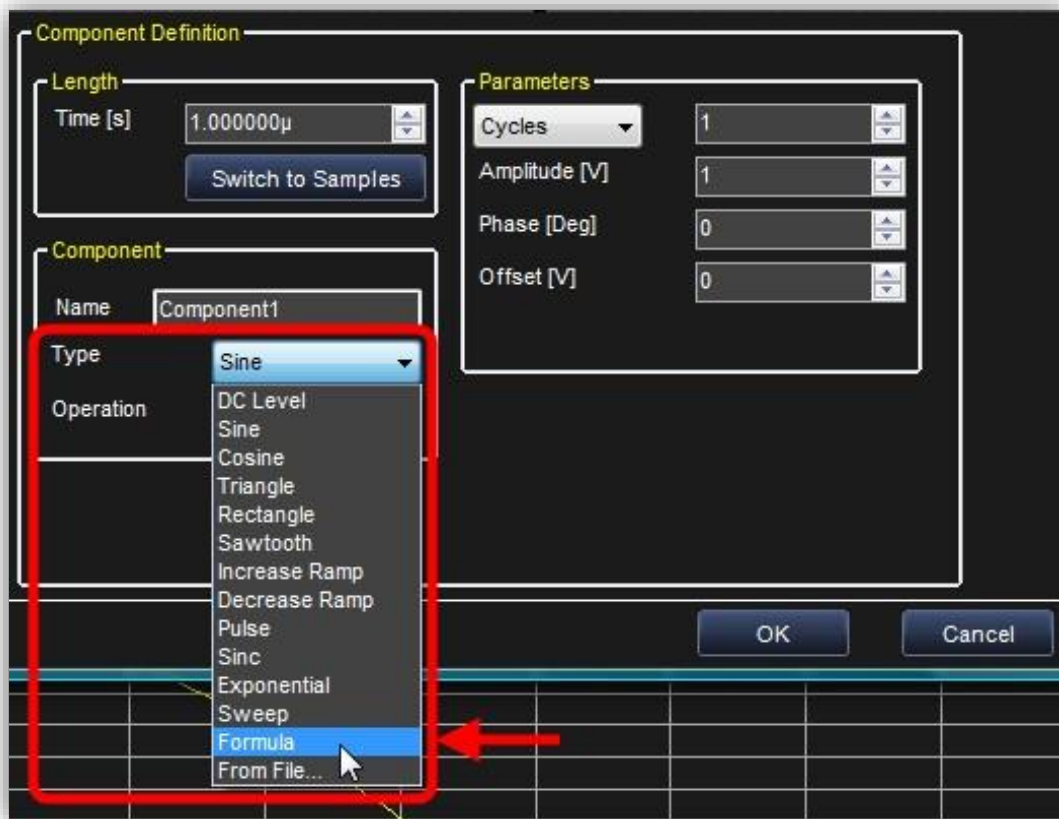 Component Definition
Length
Time [s]
1.000000µ
Switch to Samples
Parameters
Cycles
1
Amplitude [V]
1
Phase [Deg]
0
Offset [V]
0
Component
Name
Component1
Type
Sine
Operation
DC Level
Sine
Cosine
Triangle
Rectangle
Sawtooth
Increase Ramp
Decrease Ramp
Pulse
Sinc
Exponential
Sweep
Formula
From File...
OK
Cancel